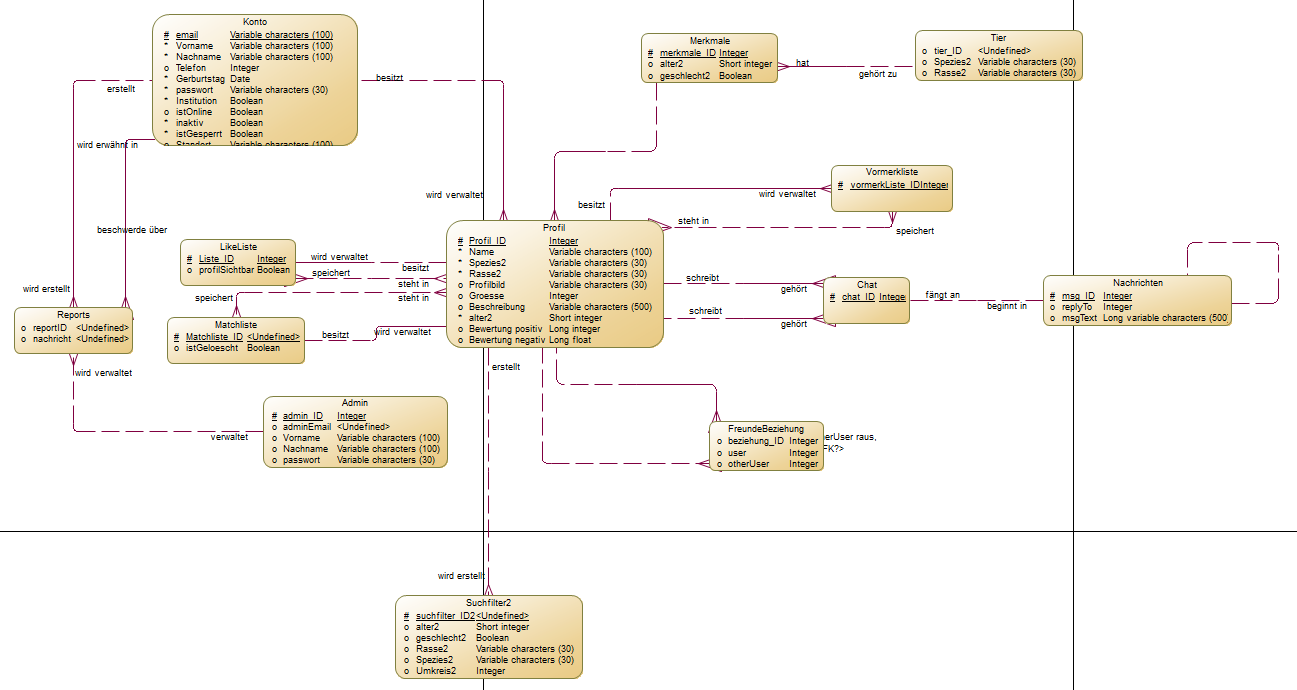 Konto
# email Variable characters (100)
* Vorname Variable characters (100)
* Nachname Variable characters (100)
o Telefon Integer
* Gerburtstag Date
* passwort Variable characters (30)
* Institution Boolean
o istOnline Boolean
* inaktiv Boolean
* istGesperrt Boolean
o Standort Variable characters (100)
erstellt
wird erwähnt in
besitzt
wird verwaltet
beschwerde über
wird erstellt
Merkmale
# merkmale_ID Integer
o alter2 Short integer
o geschlecht2 Boolean
hat
gehört zu
Tier
o tier_ID <Undefined>
o Spezies2 Variable characters (30)
o Rasse2 Variable characters (30)
Vormerkliste
# vormerkListe_ID Integer
wird verwaltet
besitzt
steht in
speichert
LikeListe
# Liste_ID Integer
o profilSichtbar Boolean
wird verwaltet
besitzt
speichert
steht in
Profil
# Profil_ID Integer
* Name Variable characters (100)
* Spezies2 Variable characters (30)
* Rasse2 Variable characters (30)
o Profilbild Variable characters (30)
o Groesse Integer
o Beschreibung Variable characters (500)
* alter2 Short integer
o Bewertung positiv Long integer
o Bewertung negativ Long float
schreibt
gehört
schreibt
gehört
Chat
# chat_ID Intege
fängt an
beginnt in
Nachrichten
# msg_ID Integer
o replyTo Integer
o msgText Long variable characters (500)
speichert
steht in
Matchliste
# Matchliste_ID <Undefined>
o istGeloescht Boolean
besitzt
wird verwaltet
Reports
o reportID <Undefined>
o nachricht <Undefined>
wird verwaltet
verwaltet
Admin
# admin_ID Integer
o adminEmail <Undefined>
o Vorname Variable characters (100)
o Nachname Variable characters (100)
o passwort Variable characters (30)
erstellt
FreundeBeziehung
o beziehung_ID Integer
o user Integer
o otherUser Integer
erUser raus,
FK?>
wird erstellt
Suchfilter2
# suchfilter_ID2 <Undefined>
o alter2 Short integer
o geschlecht2 Boolean
o Rasse2 Variable characters (30)
o Spezies2 Variable characters (30)
o Umkreis2 Integer